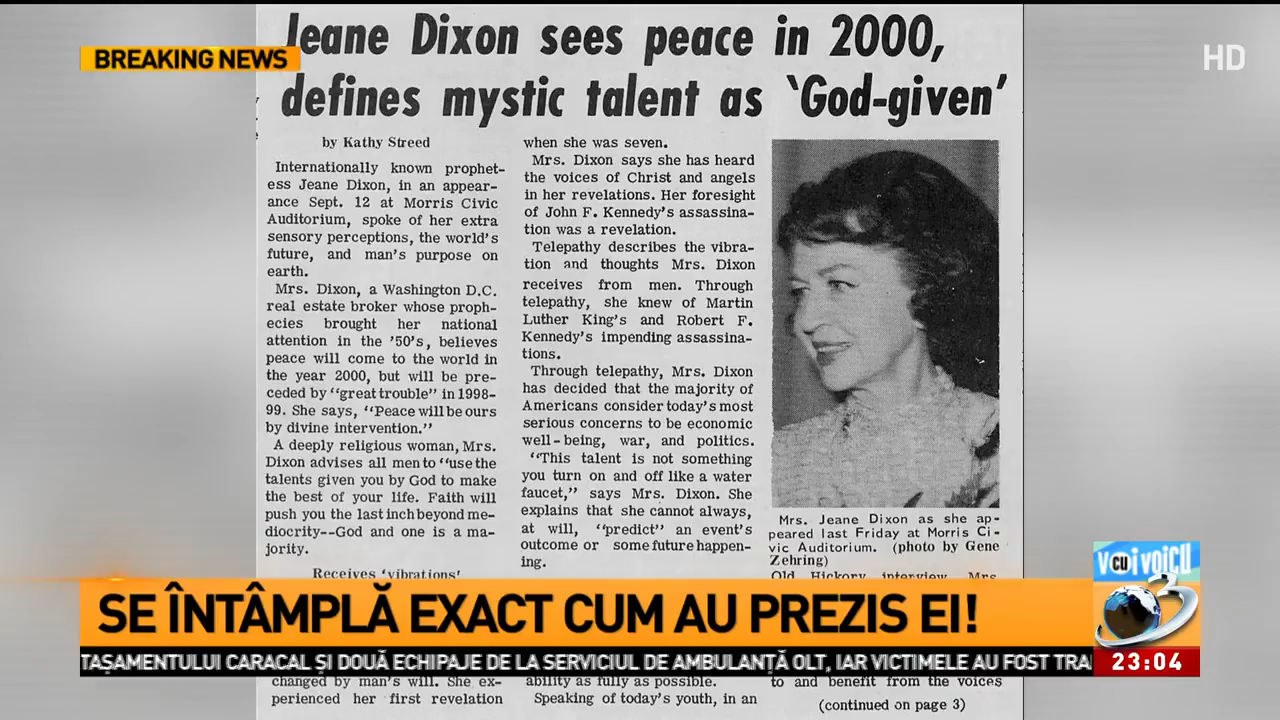 BREAKING NEWS
HD
Jeane Dixon sees peace in 2000,
defines mystic talent as 'God-given'
by Kathy Streed
Internationally known prophet-
ess Jeane Dixon, in an appear-
ance Sept. 12 at Morris Civic
Auditorium, spoke of her extra
sensory perceptions, the world's
future, and man's purpose on
earth.
Mrs. Dixon, a Washington D.C.
real estate broker whose proph-
ecies brought her national
attention in the '50's, believes
peace will come to the world in
the year 2000, but will be pre-
ceded by "great trouble" in 1998-
99. She says, "Peace will be ours
by divine intervention."
A deeply religious woman, Mrs.
Dixon advises all men to "use the
talents given you by God to make
the best of your life. Faith will
push you the last inch beyond me-
diocrity--God and one is a ma-
jority.
Receives 'vibrations'
changed by man's will. She ex-
perienced her first revelation
when she was seven.
Mrs. Dixon says she has heard
the voices of Christ and angels
in her revelations. Her foresight
of John F. Kennedy's assassina-
tion was a revelation.
Telepathy describes the vibra-
tion and thoughts Mrs. Dixon
receives from men. Through
telepathy, she knew of Martin
Luther King's and Robert F.
Kennedy's impending assassina-
tions.
Through telepathy, Mrs. Dixon
has decided that the majority of
Americans consider today's most
serious concerns to be economic
well-being, war, and politics.
"This talent is not something
you turn on and off like a water
faucet," says Mrs. Dixon. She
explains that she cannot always,
at will, "predict" an event's
outcome or some future happen-
ing.
ability as fully as possible.
Speaking of today's youth, in an
Mrs. Jeane Dixon as she ap-
peared last Friday at Morris Ci-
vic Auditorium. (photo by Gene
Zehring)
Old Hickory interview, Mrs.
to and benefit from the voices
(continued on page 3)
VOI CU VOICU
3
SE ÎNTÂMPLĂ EXACT CUM AU PREZIS EI!
TAȘAMENTULUI CARACAL ȘI DOUĂ ECHIPAJE DE LA SERVICIUL DE AMBULANȚĂ OLT, IAR VICTIMELE AU FOST TRA
23:04